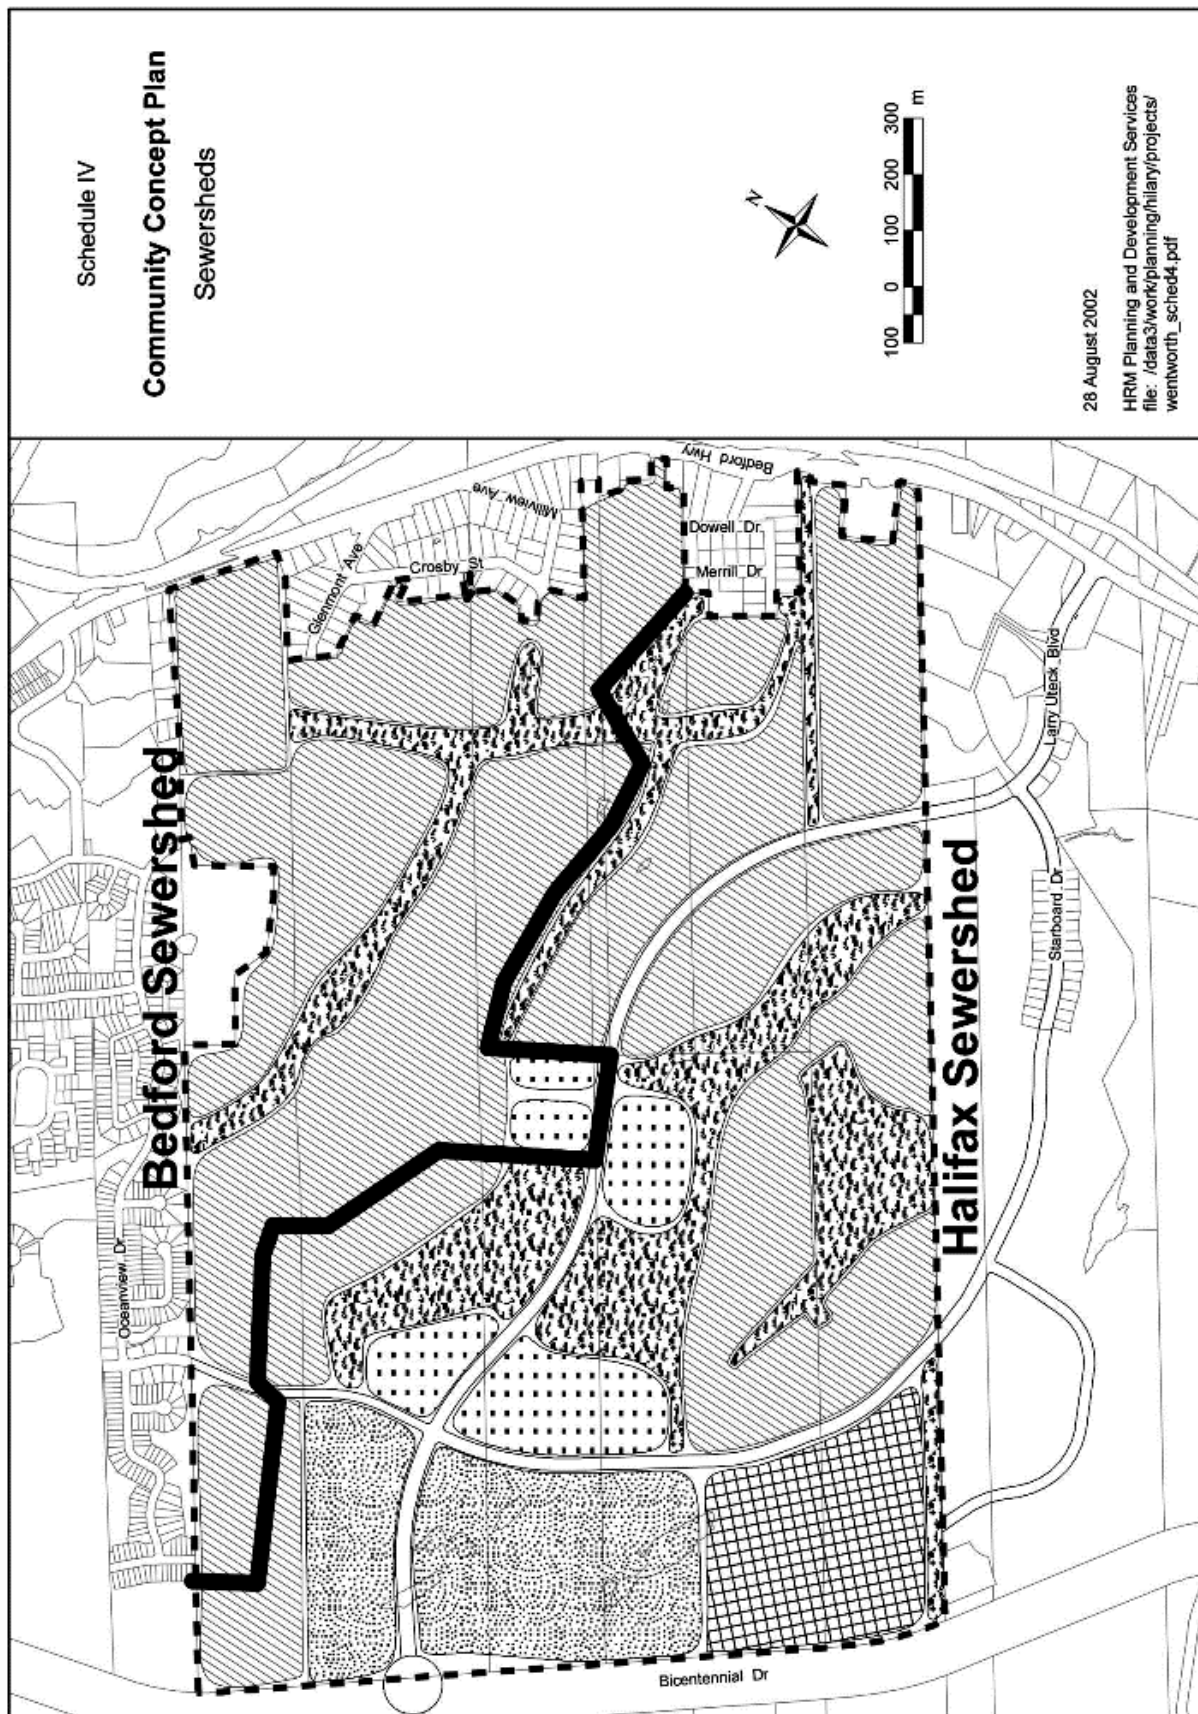 Schedule IV
Community Concept Plan
Sewersheds
N
100 0 100 200 300 m
28 August 2002
HRM Planning and Development Services
file: /data3/work/planning/hilary/projects/
wentworth_sched4.pdf
Bedford Hwy
Millview Ave
Glenmont Ave
Crosby St
Dowell Dr
Merrill Dr
Larry Uteck Blvd
Starboard Dr
Bedford Sewershed
Halifax Sewershed
Oceanview Dr
Bicentennial Dr